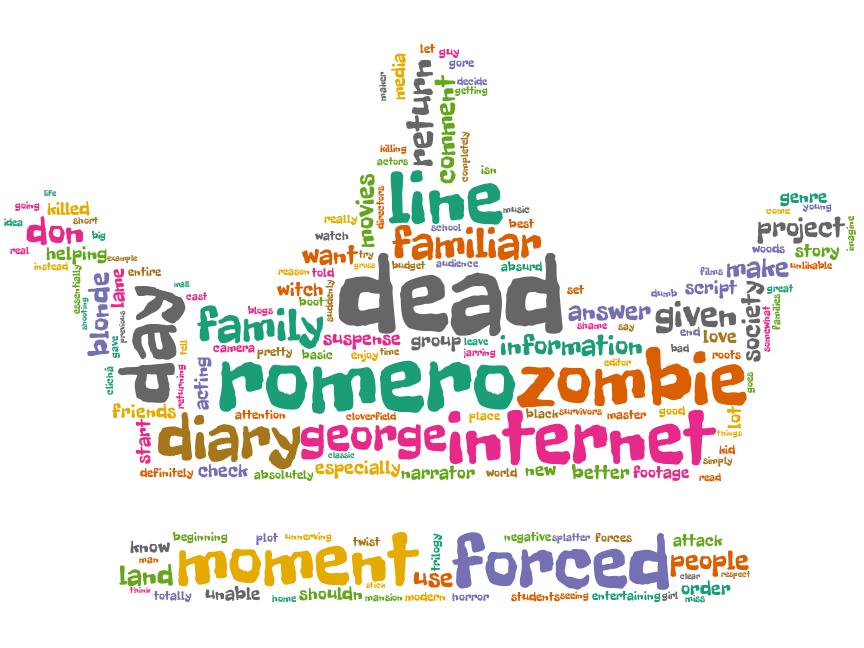 let
guy
gore
maker
media
return
comment
decide
getting
completely
killing
actors
isn
movies
directors
line
music
life
going
killed
idea
don
short
big
real
helping
example
instead
essentially
genre
come
young
project
imagine
woods
story
really
school
best
watch
familiar
want
try
gross
budget
audience
absurd
films
make
unlikable
reason
told
suddenly
dead
set
dumb
script
great
witch
boot
blonde
shooting
lame
entire
mall
day
cast
previous
gave
tell
blogs
family
suspense
group
leave
answer
shame
say
given
society
somewhat
families
end
love
camera
pretty
basic
enjoy
time
jarring
information
bad
roots
editor
clichá
returning
acting
romero
zombie
goes
friends
attention
cloverfield
place
black
survivors
master
good
lot
things
start
diary
george
internet
classic
kid
simply
definitely
check
absolutely
especially
narrator
world
new
better
footage
read
know
beginning
plot
unnerving
twist
trilogy
negative
splatter
forces
attack
man
land
moment
use
forced
people
clear
respect
think
totally
unable
home
shouldn
stick
mansion
modern
horror
students
seeing
entertaining
girl
order
miss